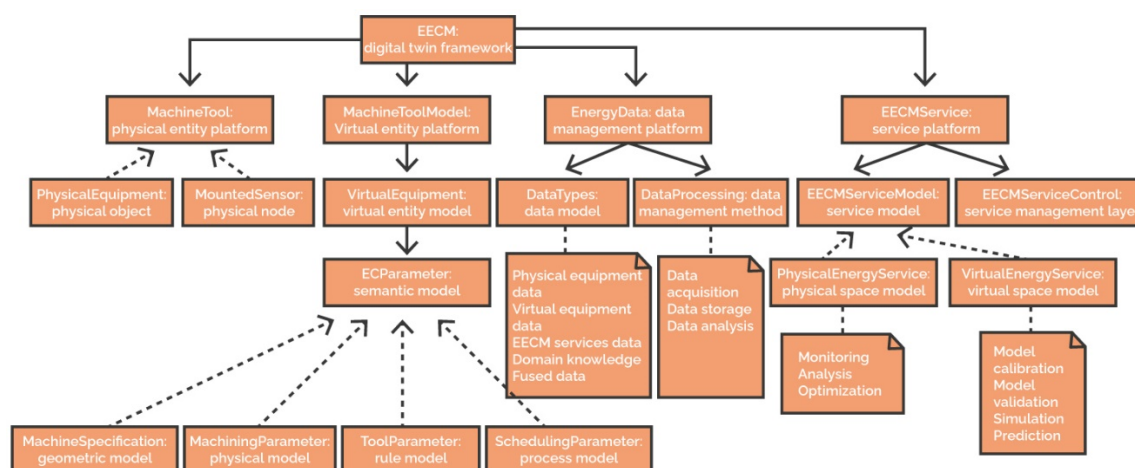 EECM:
digital twin framework
MachineTool:
physical entity platform
MachineToolModel:
Virtual entity platform
EnergyData: data
management platform
EECMService:
service platform
PhysicalEquipment:
physical object
MountedSensor:
physical node
VirtualEquipment:
virtual entity model
DataTypes:
data model
DataProcessing: data
management method
EECMServiceModel:
service model
EECMServiceControl:
service management layer
ECParameter:
semantic model
Physical equipment
data
Virtual equipment
data
EECM services data
Domain knowledge
Fused data
Data
acquisition
Data storage
Data analysis
PhysicalEnergyService:
physical space model
VirtualEnergyService:
virtual space model
Monitoring
Analysis
Optimization
Model
calibration
Model
validation
Simulation
Prediction
MachineSpecification:
geometric model
MachiningParameter:
physical model
ToolParameter:
rule model
SchedulingParameter:
process model